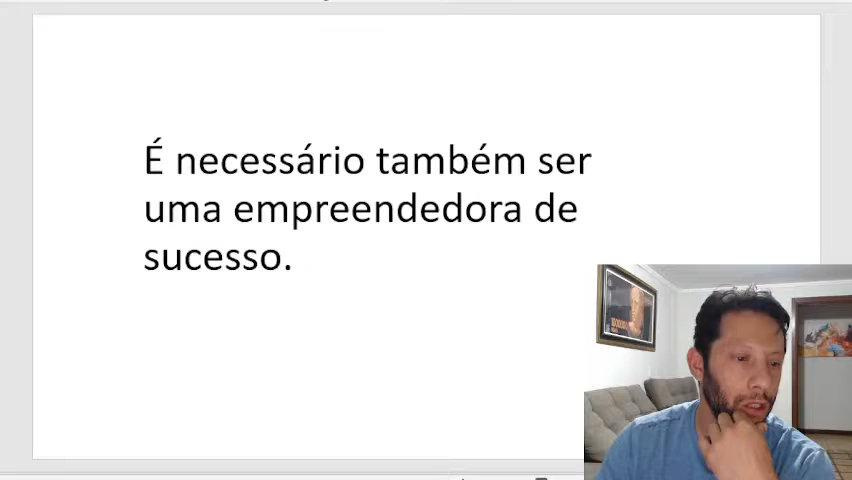 É necessário também ser
uma empreendedora de
sucesso.